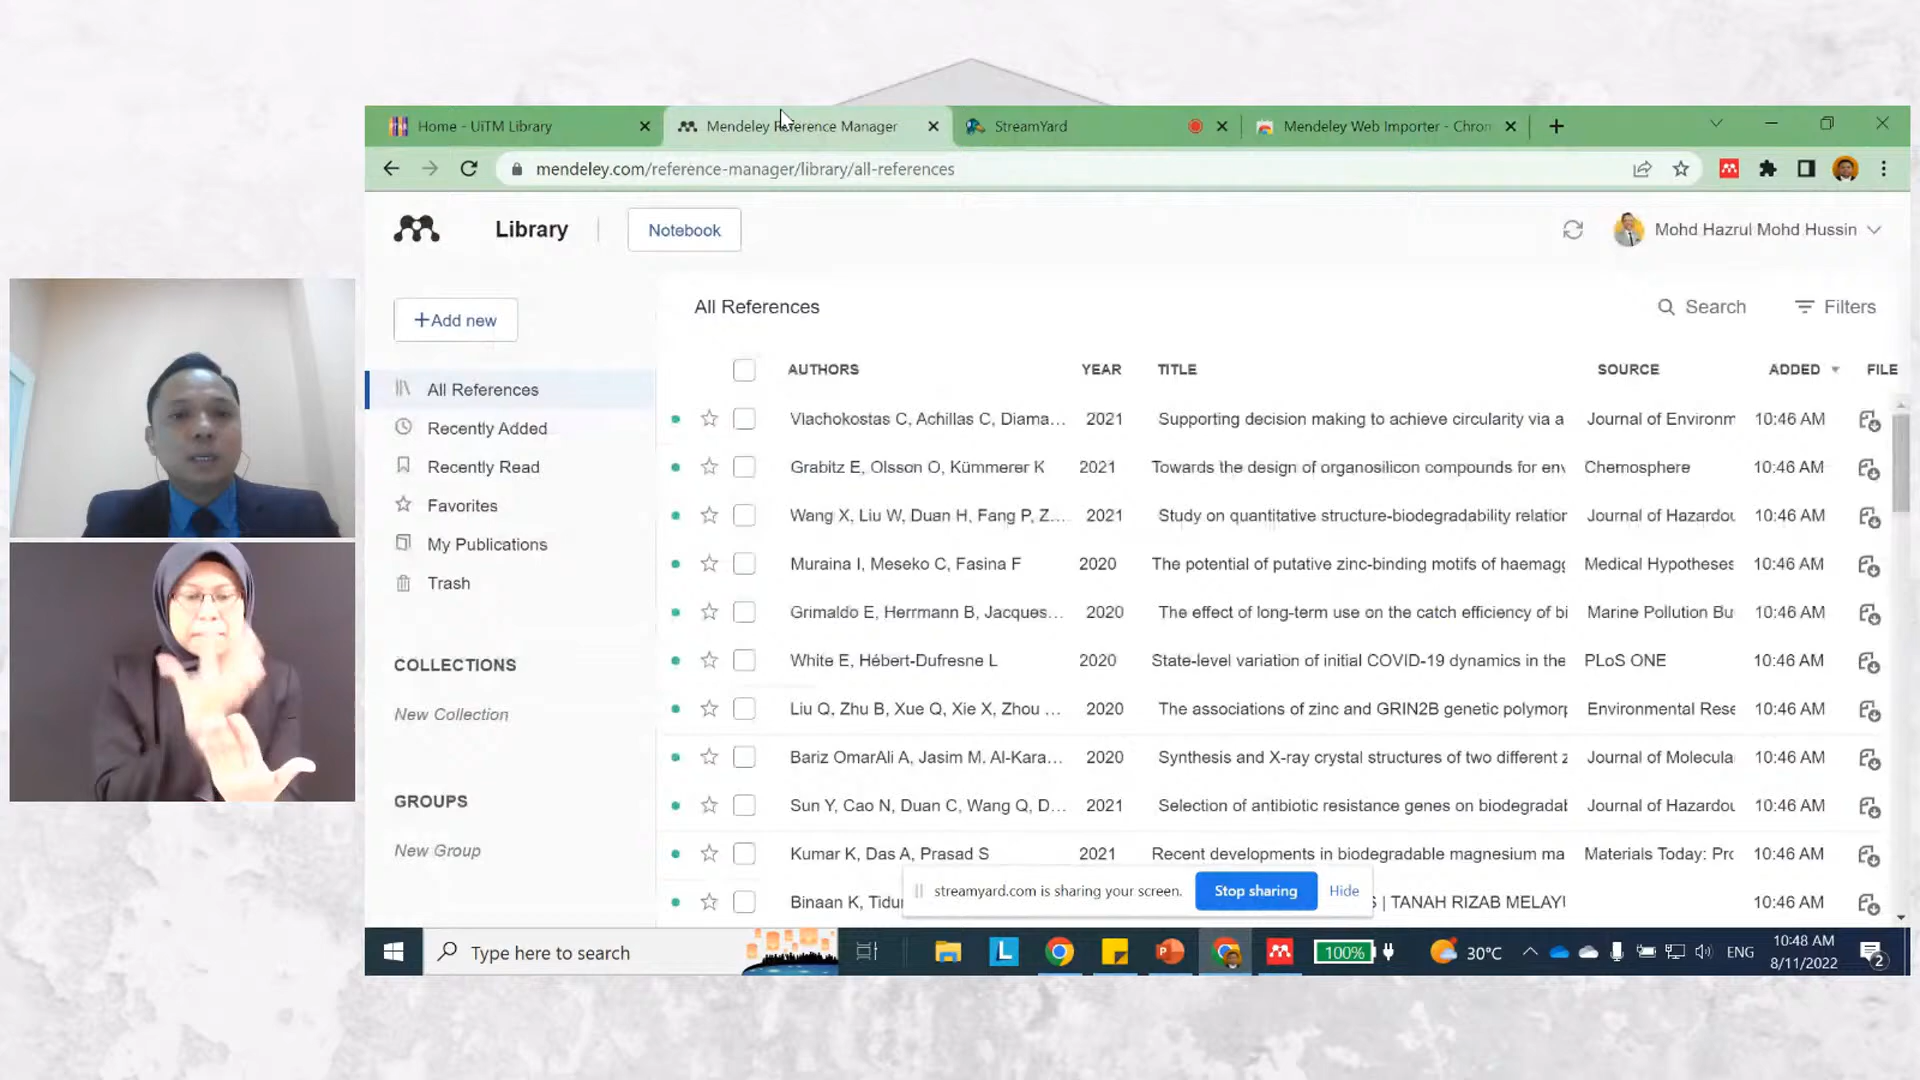 Home - UiTM Library
Mendeley Reference Manager
StreamYard
Mendeley Web Importer - Chron
mendeley.com/reference-manager/library/all-references
Library
Notebook
Mohd Hazrul Mohd Hussin
+Add new
All References
Recently Added
Recently Read
Favorites
My Publications
Trash
COLLECTIONS
New Collection
GROUPS
New Group
All References
Search
Filters
AUTHORS YEAR TITLE SOURCE ADDED FILE
Vlachokostas C, Achillas C, Diama... 2021 Supporting decision making to achieve circularity via a Journal of Environm 10:46 AM
Grabitz E, Olsson O, Kümmerer K 2021 Towards the design of organosilicon compounds for env Chemosphere 10:46 AM
Wang X, Liu W, Duan H, Fang P, Z... 2021 Study on quantitative structure-biodegradability relation Journal of Hazardou 10:46 AM
Muraina I, Meseko C, Fasina F 2020 The potential of putative zinc-binding motifs of haemagg Medical Hypotheses 10:46 AM
Grimaldo E, Herrmann B, Jacques... 2020 The effect of long-term use on the catch efficiency of bi Marine Pollution Bu 10:46 AM
White E, Hébert-Dufresne L 2020 State-level variation of initial COVID-19 dynamics in the PLoS ONE 10:46 AM
Liu Q, Zhu B, Xue Q, Xie X, Zhou ... 2020 The associations of zinc and GRIN2B genetic polymorp Environmental Rese 10:46 AM
Bariz OmarAli A, Jasim M, Al-Kara... 2020 Synthesis and X-ray crystal structures of two different z Journal of Molecula 10:46 AM
Sun Y, Cao N, Duan C, Wang Q, D... 2021 Selection of antibiotic resistance genes on biodegradab Journal of Hazardou 10:46 AM
Kumar K, Das A, Prasad S 2021 Recent developments in biodegradable magnesium ma Materials Today: Prc 10:46 AM
Binaan K, Tidur S | TANAH RIZAB MELAYU 10:46 AM
streamyard.com is sharing your screen.
Stop sharing
Hide
Type here to search
L
100%
30°C
ENG
10:48 AM
8/11/2022
2